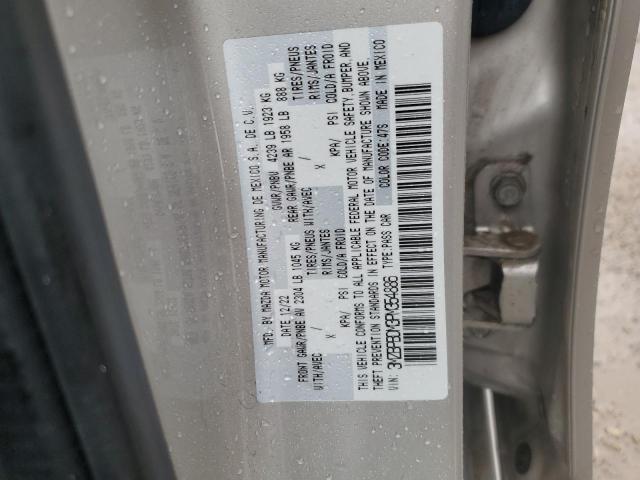 MFD. BY MAZDA MOTOR MANUFACTURING DE MEXICO S.A. DE C.V.
DATE 12/22 GVWR/PNBV 4239 LB 1923 KG
FRONT GAWR/PNBE AV 2304 LB 1045 KG REAR GAWR/PNBE AR 1958 LB 888 KG
WITH/AVEC TIRES/PNEUS WITH/AVEC TIRES/PNEUS
/ X RIMS/JANTES / X RIMS/JANTES
KPA/ PSI COLD/A FROID KPA/ PSI COLD/A FROID
THIS VEHICLE CONFORMS TO ALL APPLICABLE FEDERAL MOTOR VEHICLE SAFETY, BUMPER, AND
THEFT PREVENTION STANDARDS IN EFFECT ON THE DATE OF MANUFACTURE SHOWN ABOVE.
VIN: TYPE:PASS CAR COLOR CODE:47S MADE IN MEXICO